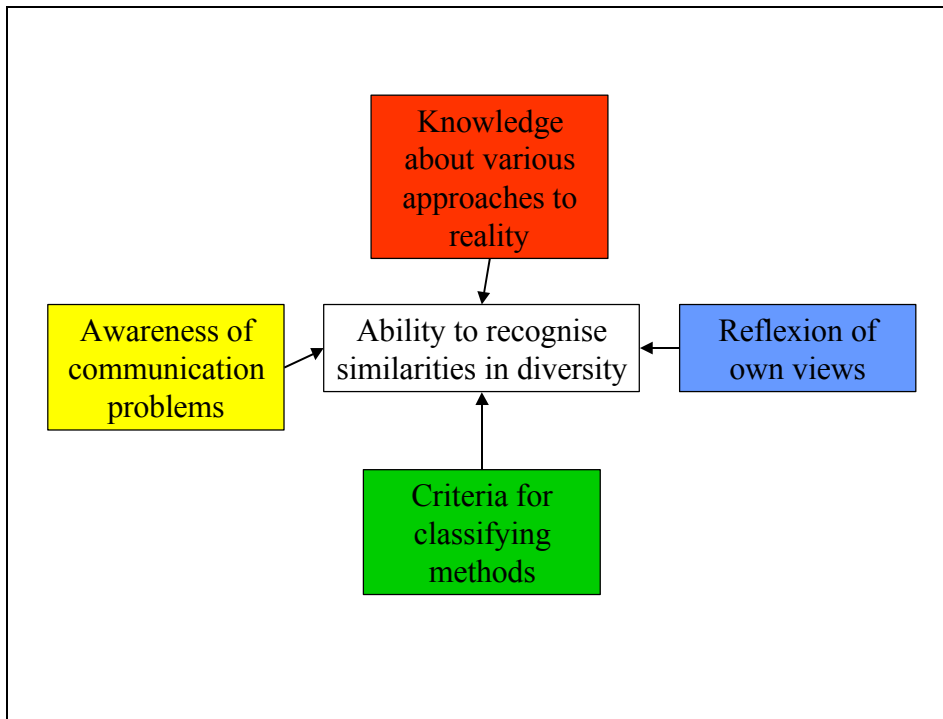 Knowledge
about various
approaches to
reality
Awareness of
communication
problems
Ability to recognise
similarities in diversity
Reflexion of
own views
Criteria for
classifying
methods